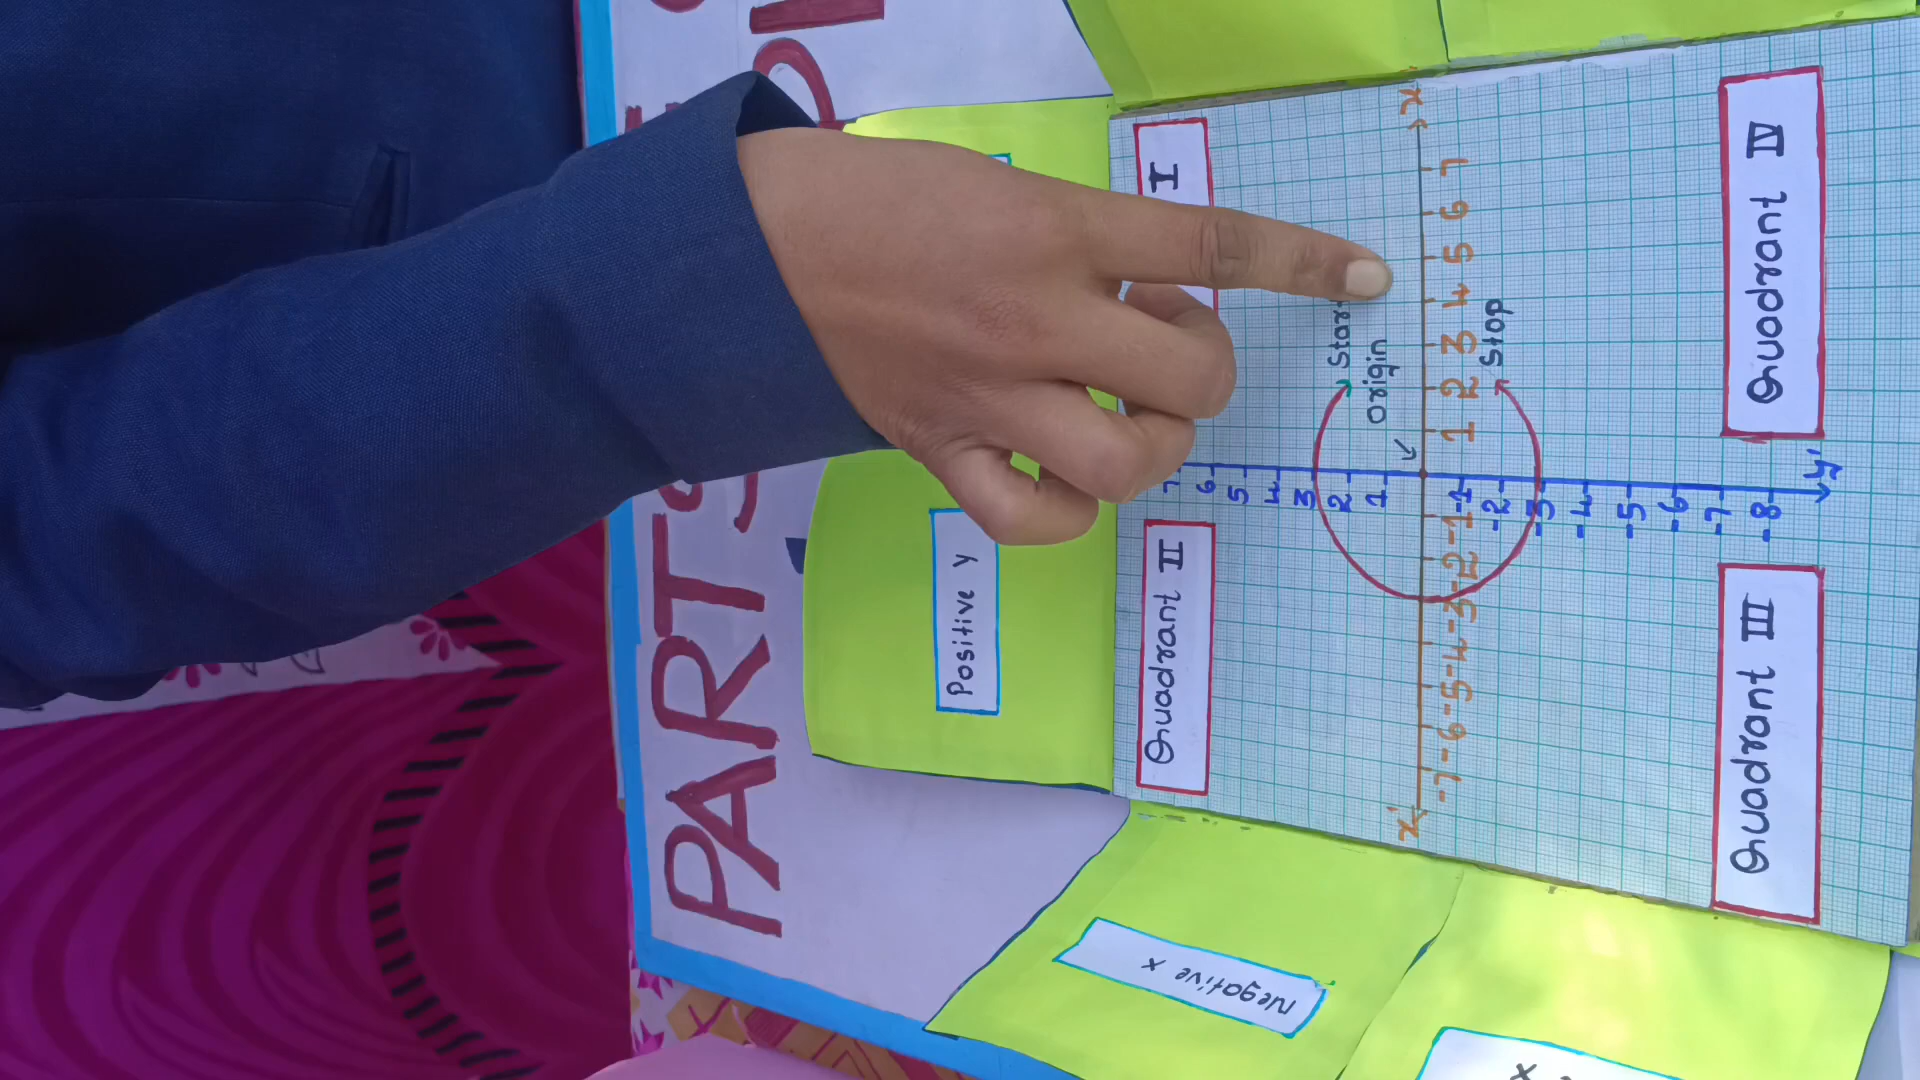 PARTS
Positive y
Negative x
x
I
Quadrant II
Quadrant III
Quadrant IV
Start
origin
Stop
7
6
5
4
3
2
1
-1
-2
-3
-4
-5
-6
-7
-8
y'
x' -7 -6 -5 -4 -3 -2 -1 1 2 3 4 5 6 7 x